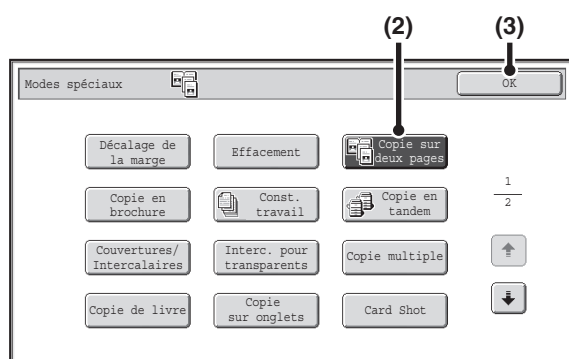 (2)
(3)
Modes spéciaux
OK
Décalage de
la marge
Effacement
Copie sur
deux pages
Copie en
brochure
Const.
travail
Copie en
tandem
1
2
Couvertures/
Intercalaires
Interc. pour
transparents
Copie multiple
Copie de livre
Copie
sur onglets
Card Shot